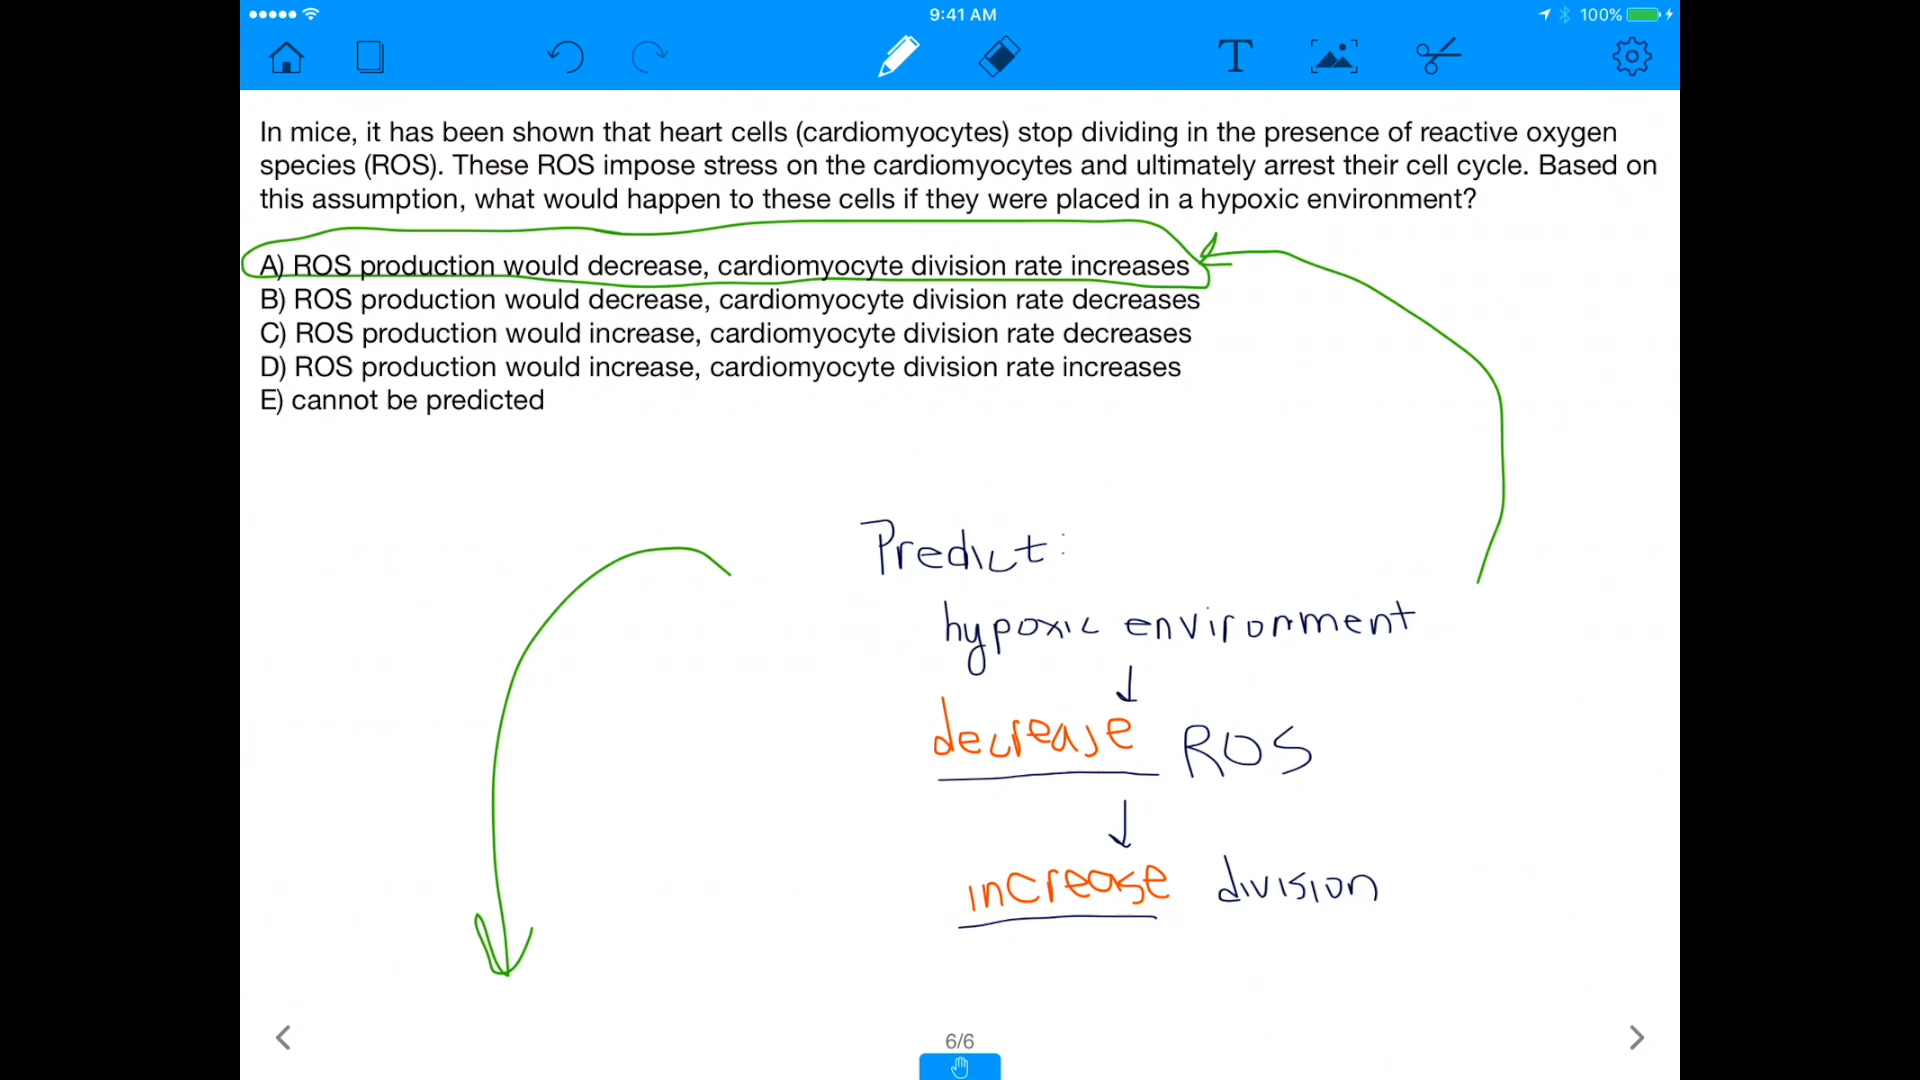 9:41 AM
100%
T
In mice, it has been shown that heart cells (cardiomyocytes) stop dividing in the presence of reactive oxygen
species (ROS). These ROS impose stress on the cardiomyocytes and ultimately arrest their cell cycle. Based on
this assumption, what would happen to these cells if they were placed in a hypoxic environment?
A) ROS production would decrease, cardiomyocyte division rate increases
B) ROS production would decrease, cardiomyocyte division rate decreases
C) ROS production would increase, cardiomyocyte division rate decreases
D) ROS production would increase, cardiomyocyte division rate increases
E) cannot be predicted
Predict:
hypoxic environment
decrease ROS
increase division
6/6